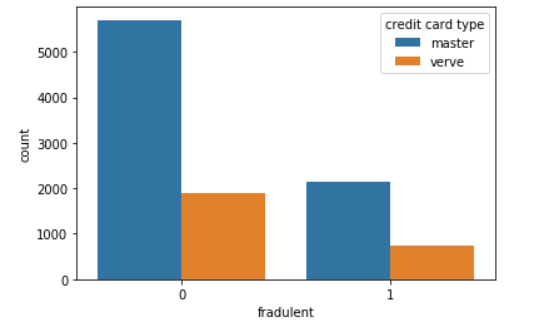 credit card type
master
verve
5000
4000
3000
2000
1000
0
count
0 1
fradulent